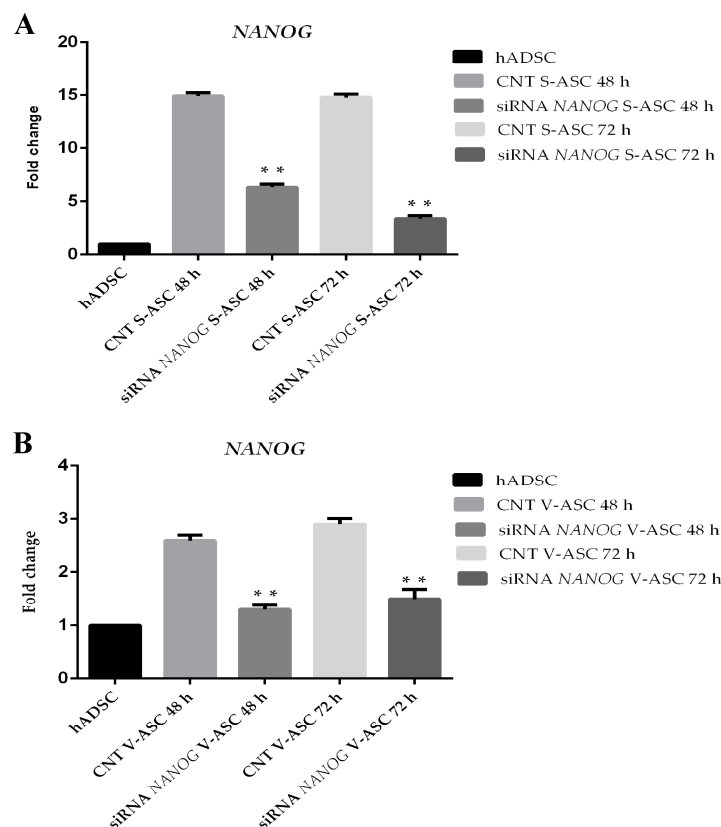 A
NANOG
20
15
10
5
0
Fold change
hADSC
CNT S-ASC 48 h
siRNA NANOG S-ASC 48 h
CNT S-ASC 72 h
siRNA NANOG S-ASC 72 h
* *
* *
hADSC
CNT S-ASC 48 h
siRNA NANOG S-ASC 48 h
CNT S-ASC 72 h
siRNA NANOG S-ASC 72 h
B
NANOG
4
3
2
1
0
Fold change
hADSC
CNT V-ASC 48 h
siRNA NANOG V-ASC 48 h
CNT V-ASC 72 h
siRNA NANOG V-ASC 72 h
* *
* *
hADSC
CNT V-ASC 48 h
siRNA NANOG V-ASC 48 h
CNT V-ASC 72 h
siRNA NANOG V-ASC 72 h